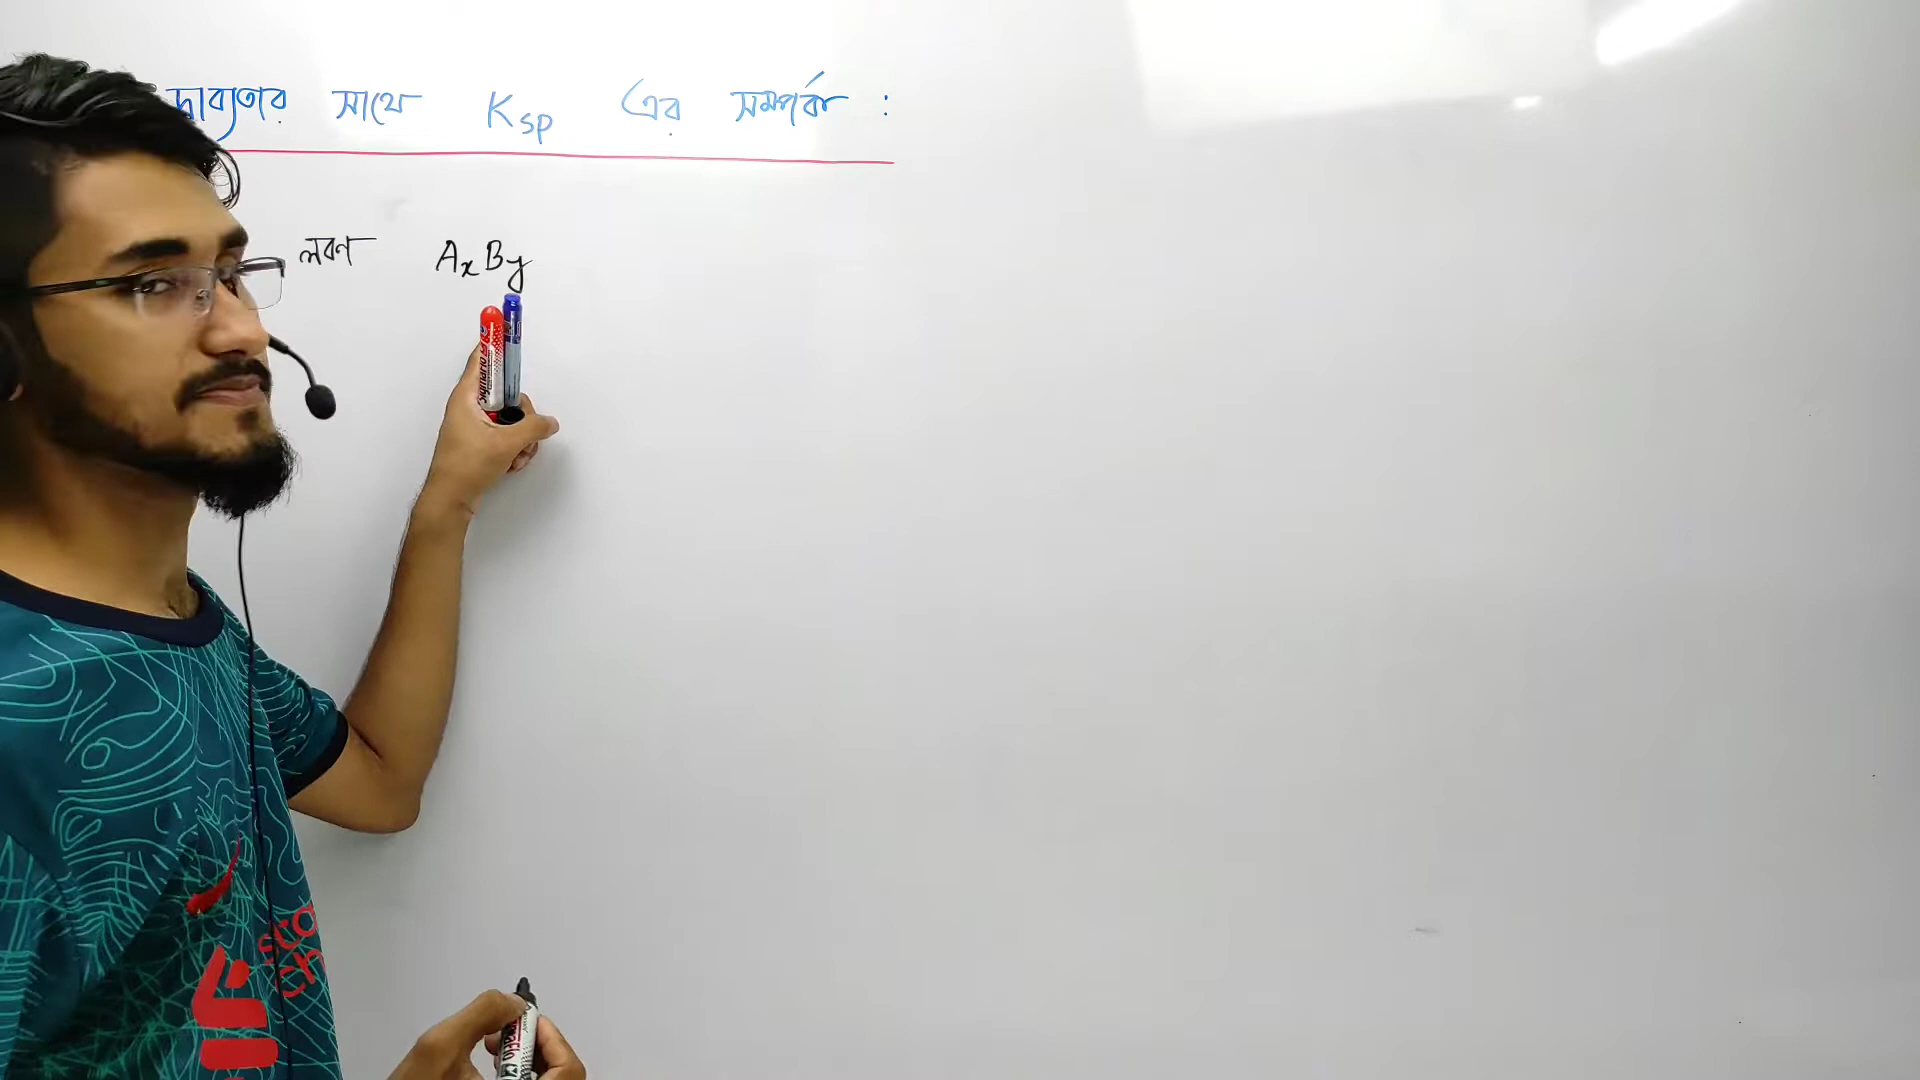 দ্রাব্যতার সাথে Ksp এর সম্পর্ক :
লবণ AxBy